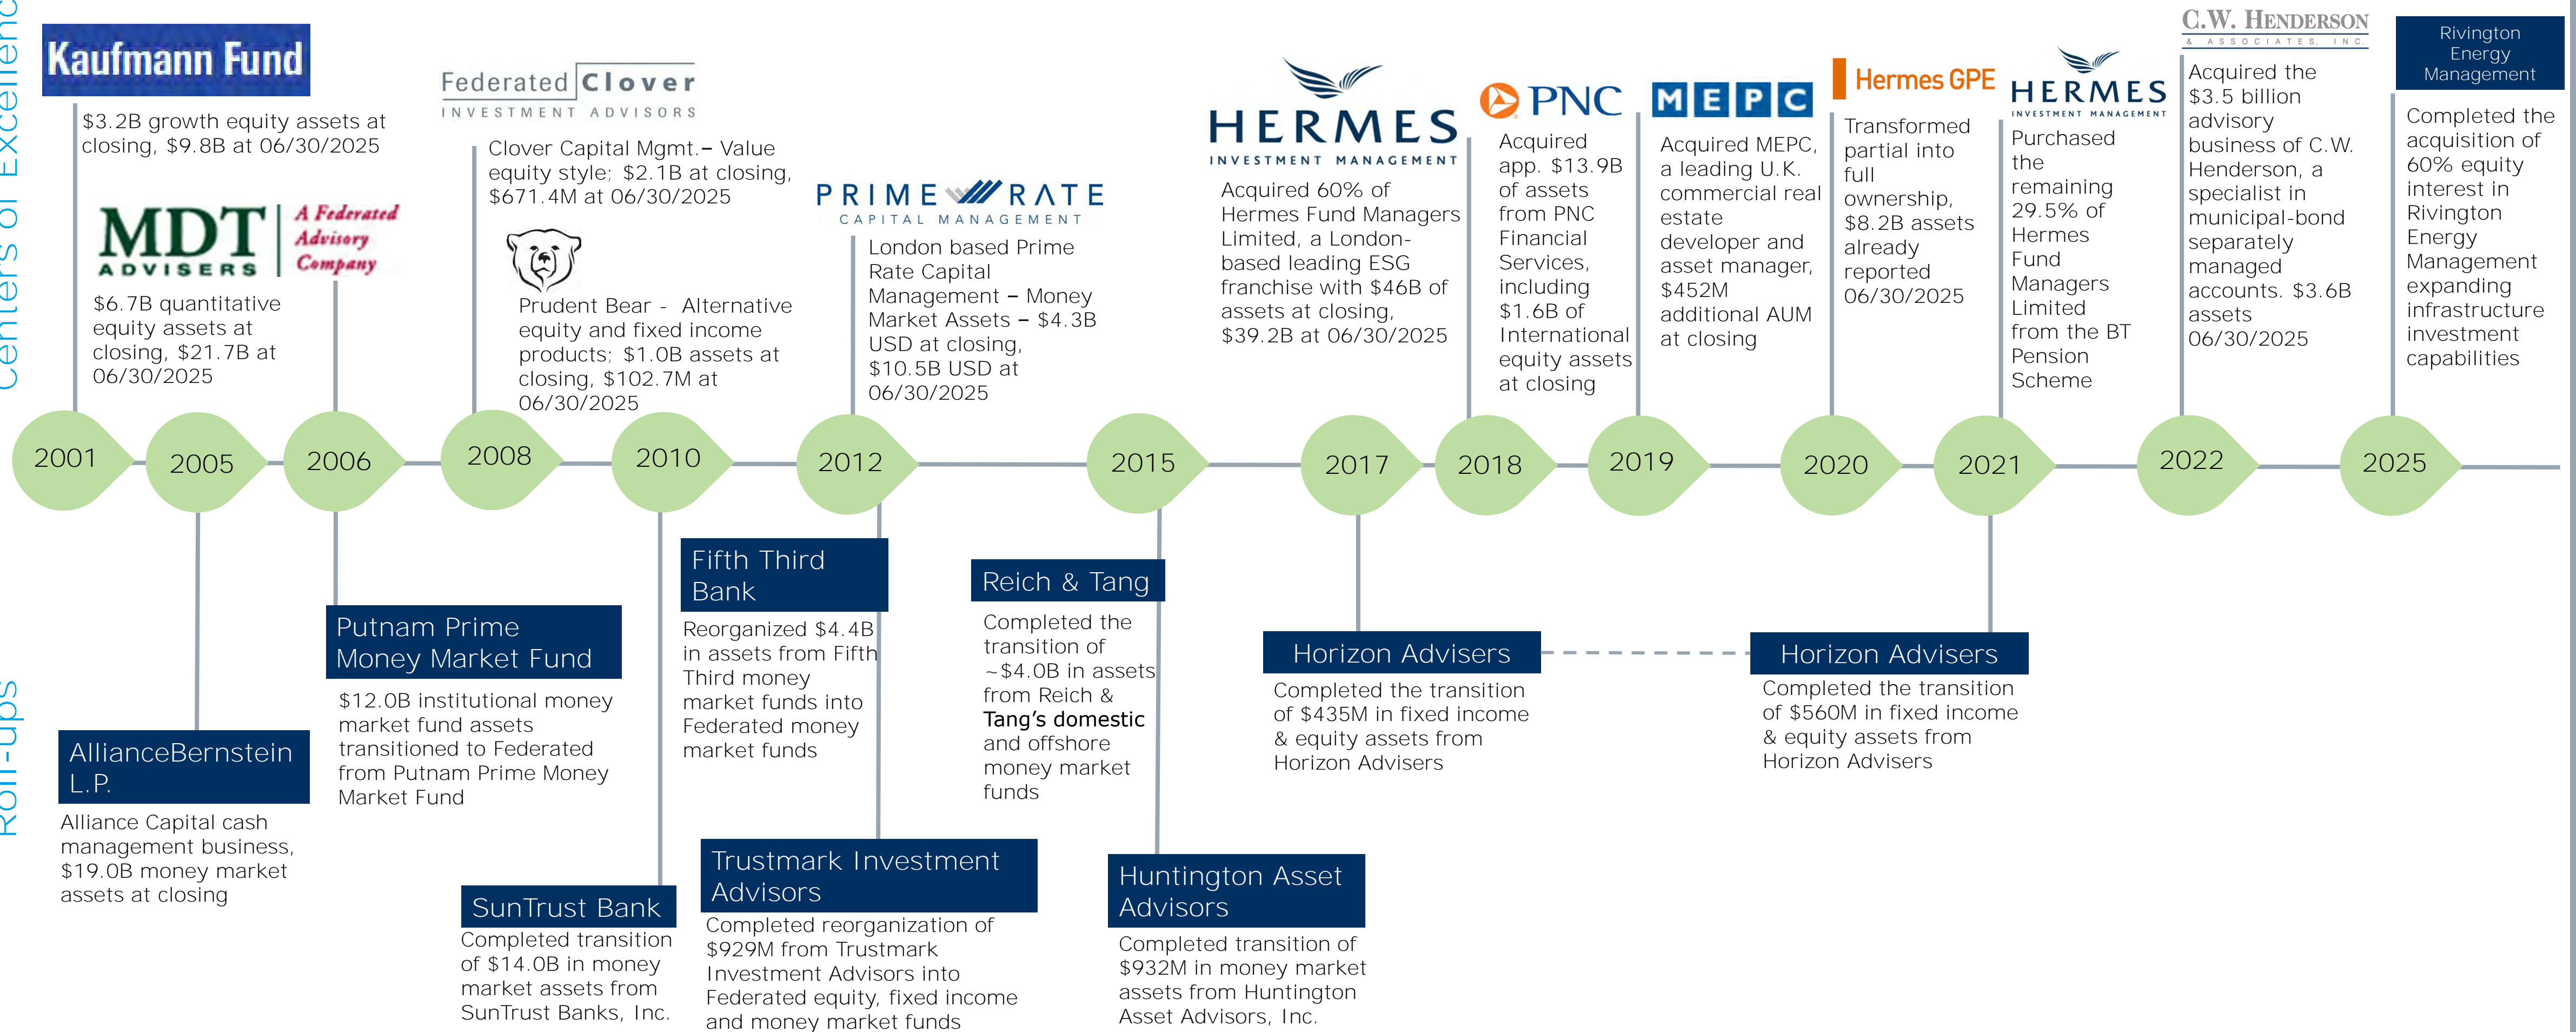 Centers of Excellenc
Kaufmann Fund
$3.2B growth equity assets at
closing, $9.8B at 06/30/2025
MDT
ADVISERS
A Federated
Advisory
Company
$6.7B quantitative
equity assets at
closing, $21.7B at
06/30/2025
Federated Clover
INVESTMENT ADVISORS
Clover Capital Mgmt.– Value
equity style; $2.1B at closing,
$671.4M at 06/30/2025
Prudent Bear - Alternative
equity and fixed income
products; $1.0B assets at
closing, $102.7M at
06/30/2025
PRIME RATE
CAPITAL MANAGEMENT
London based Prime
Rate Capital
Management – Money
Market Assets – $4.3B
USD at closing,
$10.5B USD at
06/30/2025
HERMES
INVESTMENT MANAGEMENT
Acquired 60% of
Hermes Fund Managers
Limited, a London-
based leading ESG
franchise with $46B of
assets at closing,
$39.2B at 06/30/2025
PNC
Acquired
app. $13.9B
of assets
from PNC
Financial
Services,
including
$1.6B of
International
equity assets
at closing
MEPC
Acquired MEPC,
a leading U.K.
commercial real
estate
developer and
asset manager,
$452M
additional AUM
at closing
Hermes GPE
Transformed
partial into
full
ownership,
$8.2B assets
already
reported
06/30/2025
HERMES
INVESTMENT MANAGEMENT
Purchased
the
remaining
29.5% of
Hermes
Fund
Managers
Limited
from the BT
Pension
Scheme
C.W. HENDERSON
& ASSOCIATES, INC.
Acquired the
$3.5 billion
advisory
business of C.W.
Henderson, a
specialist in
municipal-bond
separately
managed
accounts. $3.6B
assets
06/30/2025
Rivington
Energy
Management
Completed the
acquisition of
60% equity
interest in
Rivington
Energy
Management
expanding
infrastructure
investment
capabilities
2001
2005
2006
2008
2010
2012
2015
2017
2018
2019
2020
2021
2022
2025
Roll-ups
AllianceBernstein
L.P.
Alliance Capital cash
management business,
$19.0B money market
assets at closing
Putnam Prime
Money Market Fund
$12.0B institutional money
market fund assets
transitioned to Federated
from Putnam Prime Money
Market Fund
SunTrust Bank
Completed transition
of $14.0B in money
market assets from
SunTrust Banks, Inc.
Fifth Third
Bank
Reorganized $4.4B
in assets from Fifth
Third money
market funds into
Federated money
market funds
Trustmark Investment
Advisors
Completed reorganization of
$929M from Trustmark
Investment Advisors into
Federated equity, fixed income
and money market funds
Reich & Tang
Completed the
transition of
~$4.0B in assets
from Reich &
Tang’s domestic
and offshore
money market
funds
Huntington Asset
Advisors
Completed transition of
$932M in money market
assets from Huntington
Asset Advisors, Inc.
Horizon Advisers
Completed the transition
of $435M in fixed income
& equity assets from
Horizon Advisers
Horizon Advisers
Completed the transition
of $560M in fixed income
& equity assets from
Horizon Advisers